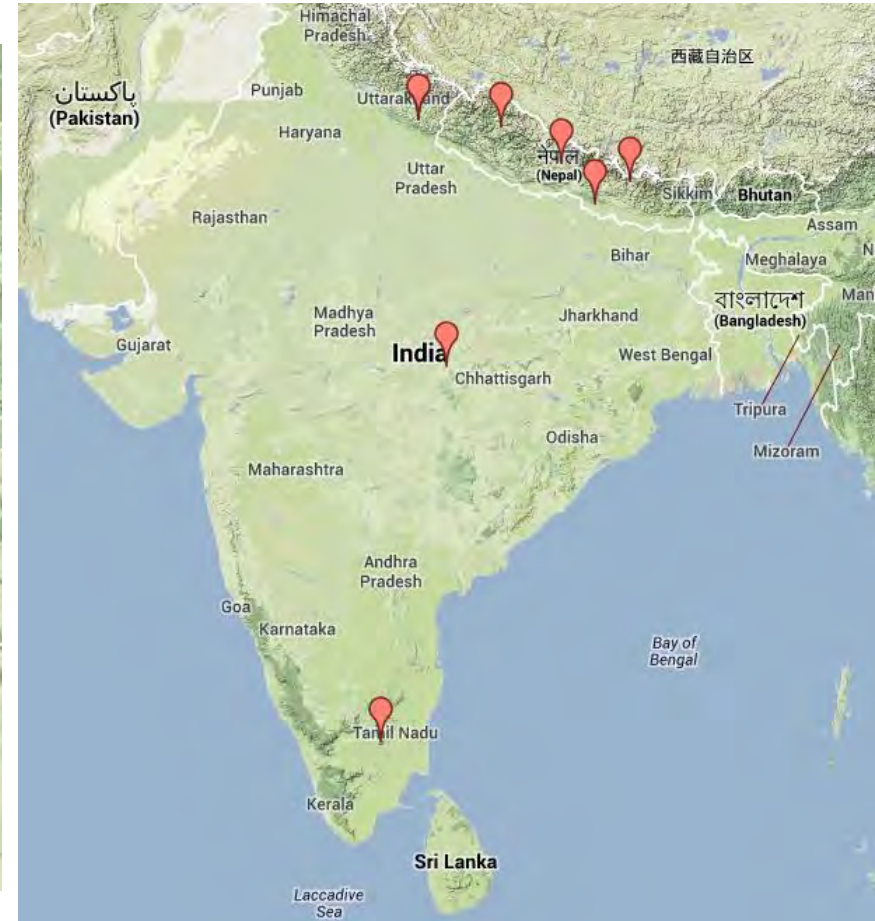 Himachal
Pradesh
西藏自治区
پاکستان
(Pakistan)
Punjab
Uttarakhand
Haryana
Uttar
Pradesh
नेपाल
(Nepal)
Sikkim
Bhutan
Assam
Rajasthan
Bihar
Meghalaya
Madhya
Pradesh
Jharkhand
বাংলাদেশ
(Bangladesh)
Man
Gujarat
India
West Bengal
Chhattisgarh
Tripura
Odisha
Mizoram
Maharashtra
Andhra
Pradesh
Goa
Karnataka
Bay of
Bengal
Tamil Nadu
Kerala
Sri Lanka
Laccadive
Sea